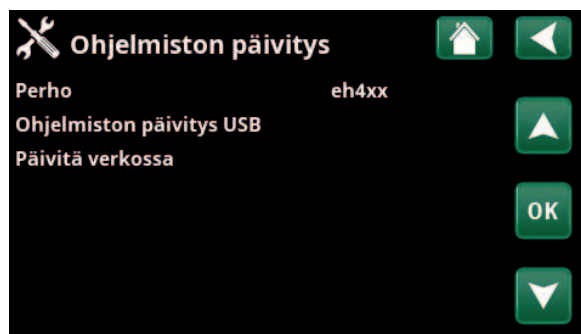 Ohjelmiston päivitys
Perho eh4xx
Ohjelmiston päivitys USB
Päivitä verkossa
OK